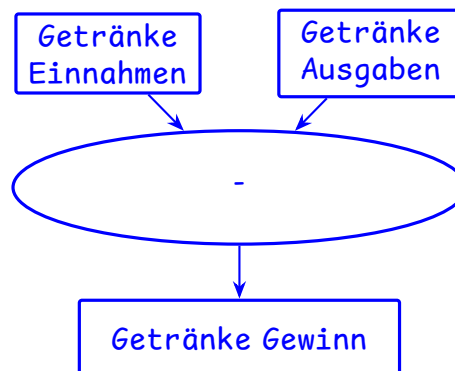 Getränke
Einnahmen
Getränke
Ausgaben
-
Getränke Gewinn